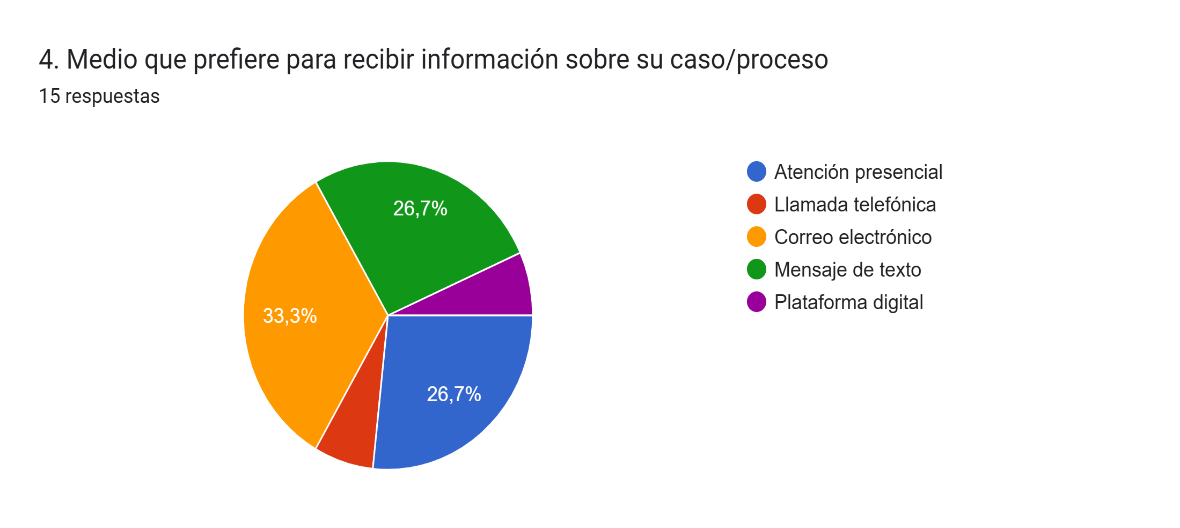 4. Medio que prefiere para recibir información sobre su caso/proceso
15 respuestas
26,7%
33,3%
26,7%
Atención presencial
Llamada telefónica
Correo electrónico
Mensaje de texto
Plataforma digital